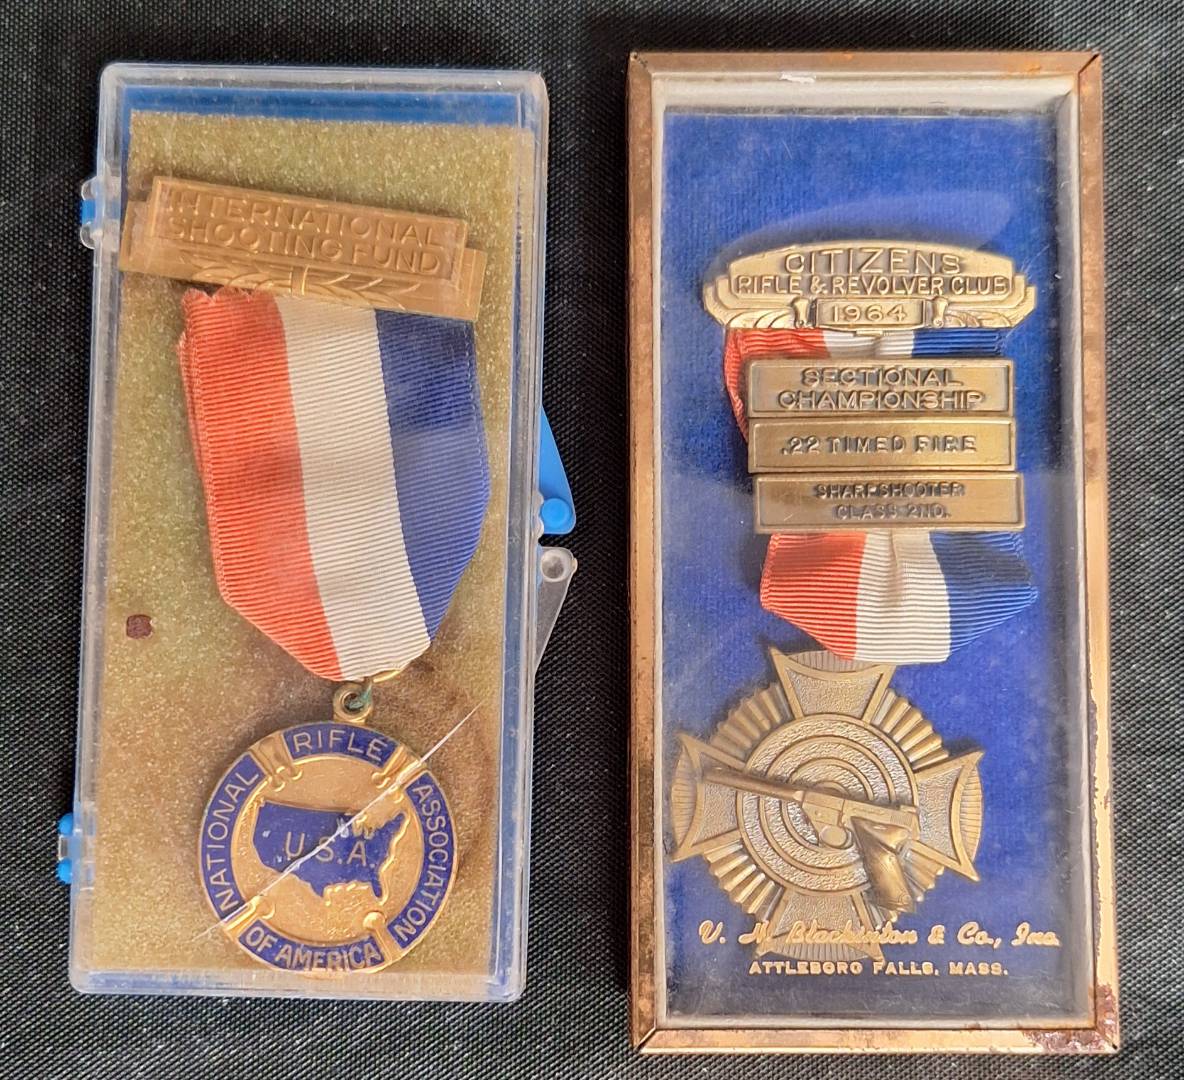 INTERNATIONAL
SHOOTING FUND
NATIONAL RIFLE ASSOCIATION
OF AMERICA
U.S.A.
CITIZENS
RIFLE & REVOLVER CLUB
1964
SECTIONAL
CHAMPIONSHIP
.22 TIMED FIRE
SHARPSHOOTER
CLASS 2ND.
V. H. Blackinton & Co., Inc.
ATTLEBORO FALLS, MASS.